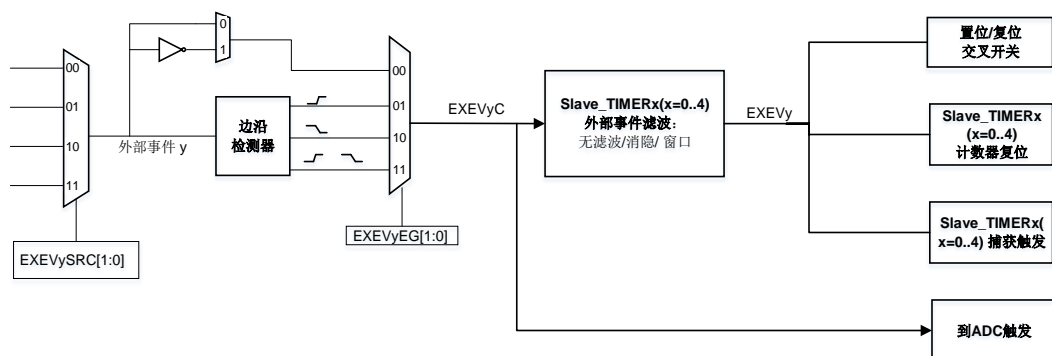 00
01
10
11
EXEVySRC[1:0]
外部事件 y
0
1
边沿
检测器
00
01
10
11
EXEVyEG[1:0]
EXEVyC
Slave_TIMERx(x=0..4)
外部事件滤波：
无滤波/消隐/ 窗口
EXEVy
置位/复位
交叉开关
Slave_TIMERx
(x=0..4)
计数器复位
Slave_TIMERx(
x=0..4) 捕获触发
到ADC触发